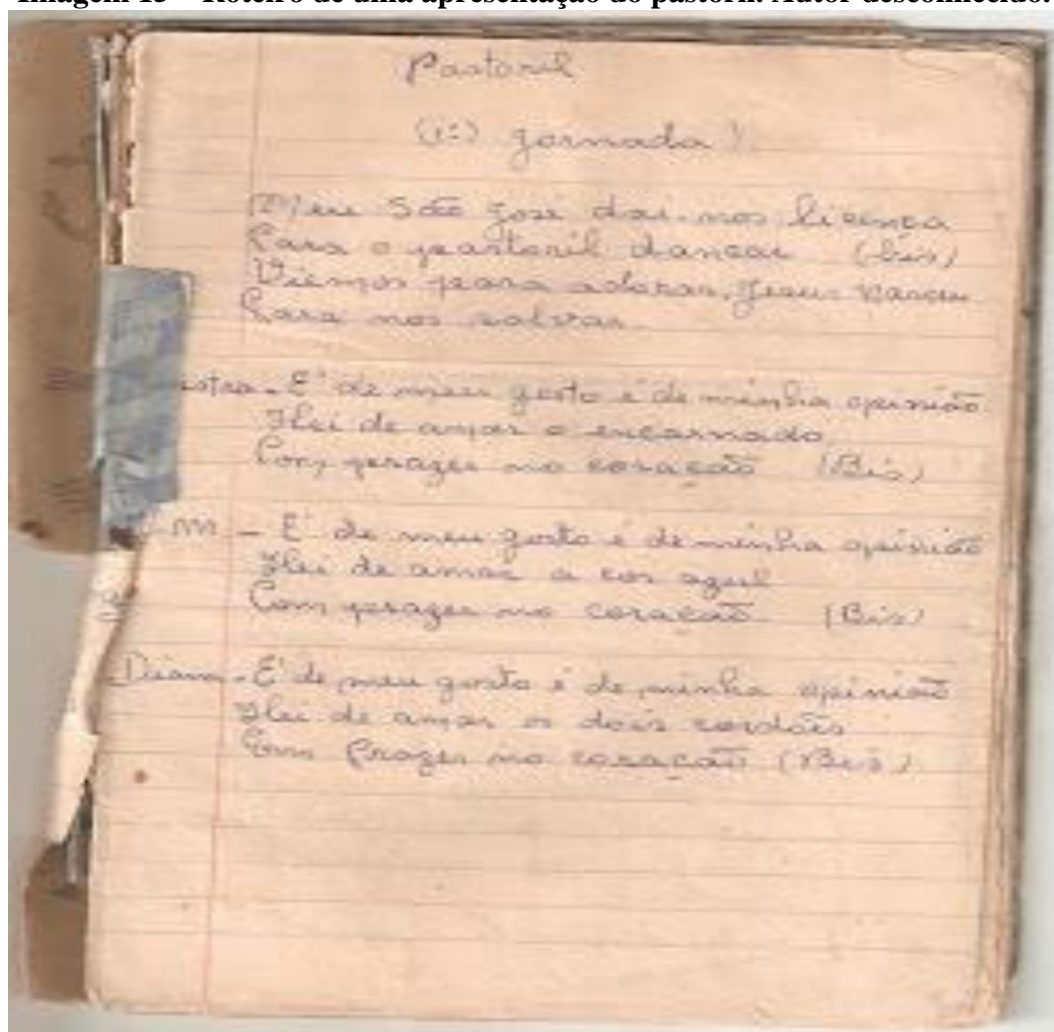 Imagem 13 – Roteiro de uma apresentação do pastoril. Autor desconhecido.
Pastoril
(1ª) Jornada
Meu São José dai-nos licença
Para o pastoril dançar (bis)
Viemos para adorar, Jesus nasceu
Para nos salvar
estra - E' de meu gosto é de minha opinião
Hei de amar o encarnado
Com prazer no coração (Bis)
m - E' de meu gosto é de minha opinião
Hei de amar a cor azul
Com prazer no coração (Bis)
Diana - E' de meu gosto é de minha opinião
Hei de amar os dois cordões
Com Prazer no coração (Bis)